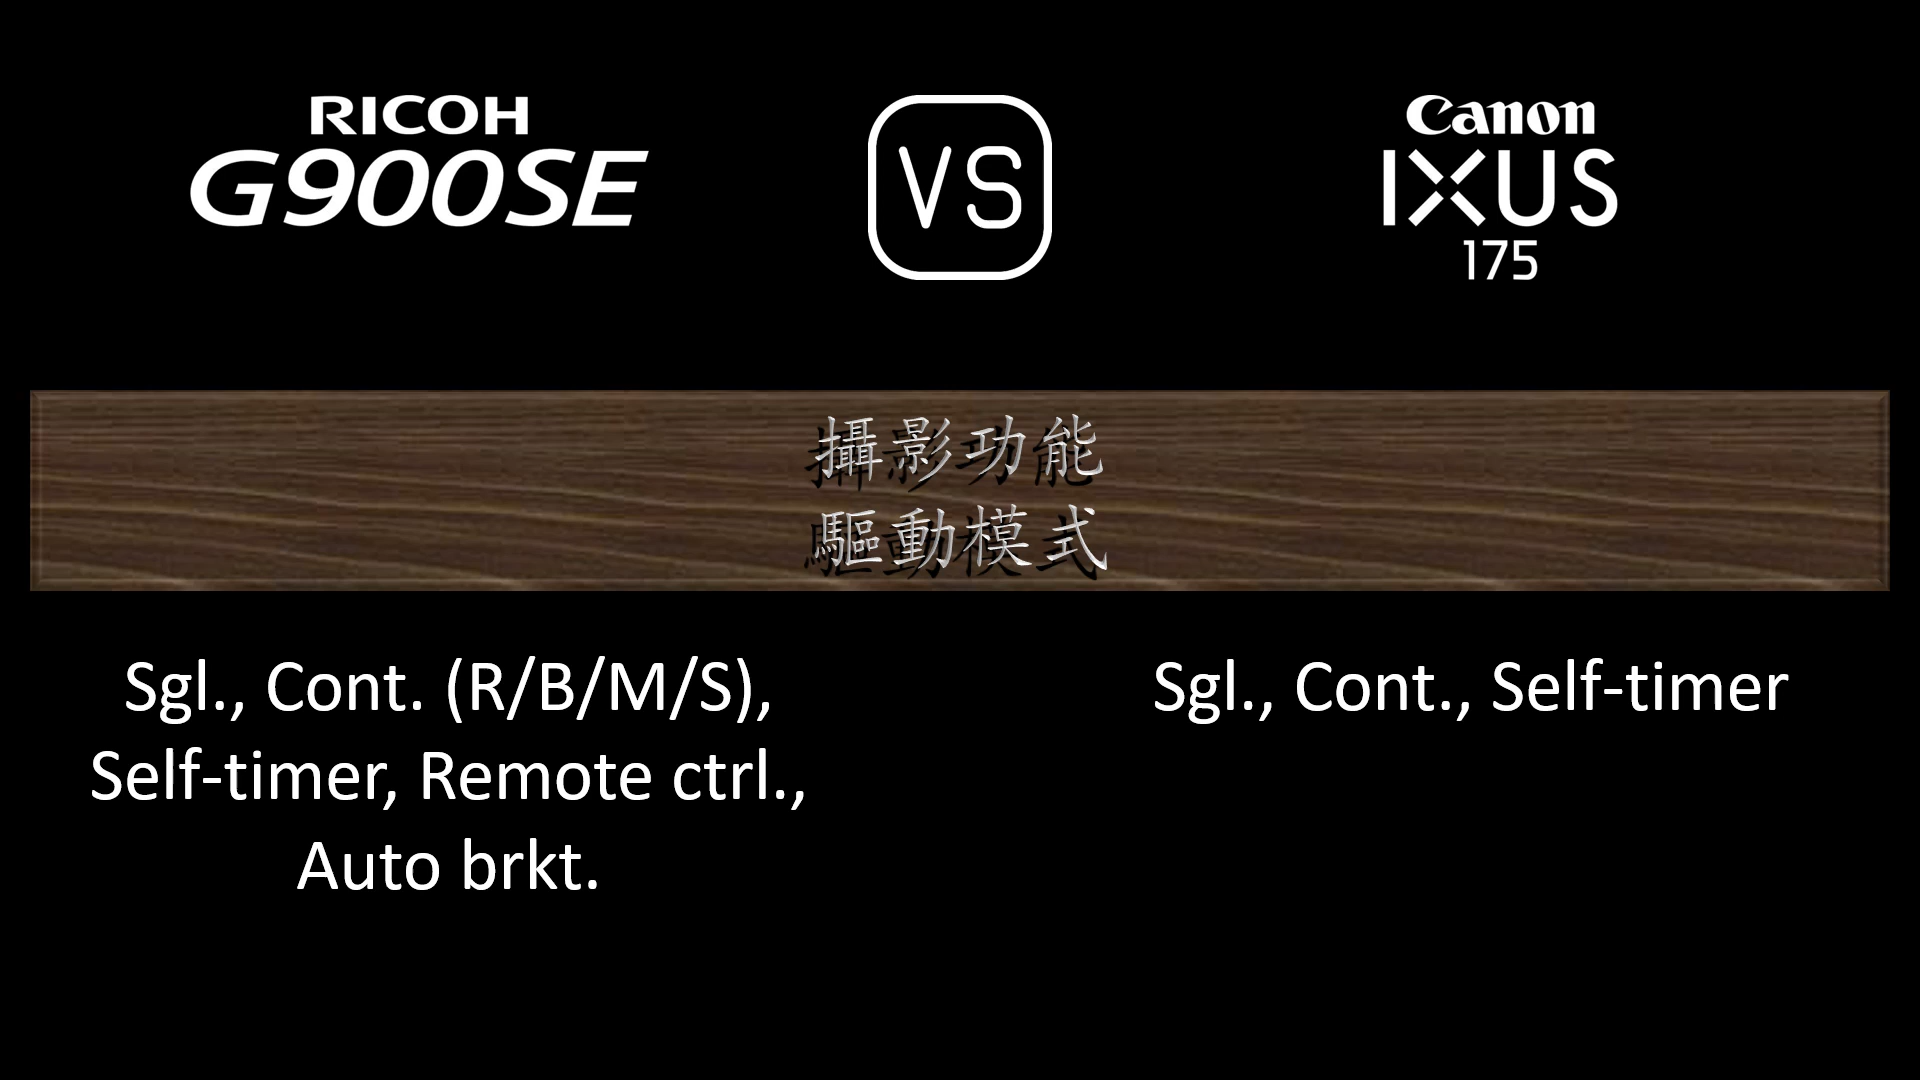 RICOH
G900SE
VS
Canon
IXUS
175
攝影功能
驅動模式
Sgl., Cont. (R/B/M/S),
Self-timer, Remote ctrl.,
Auto brkt.
Sgl., Cont., Self-timer